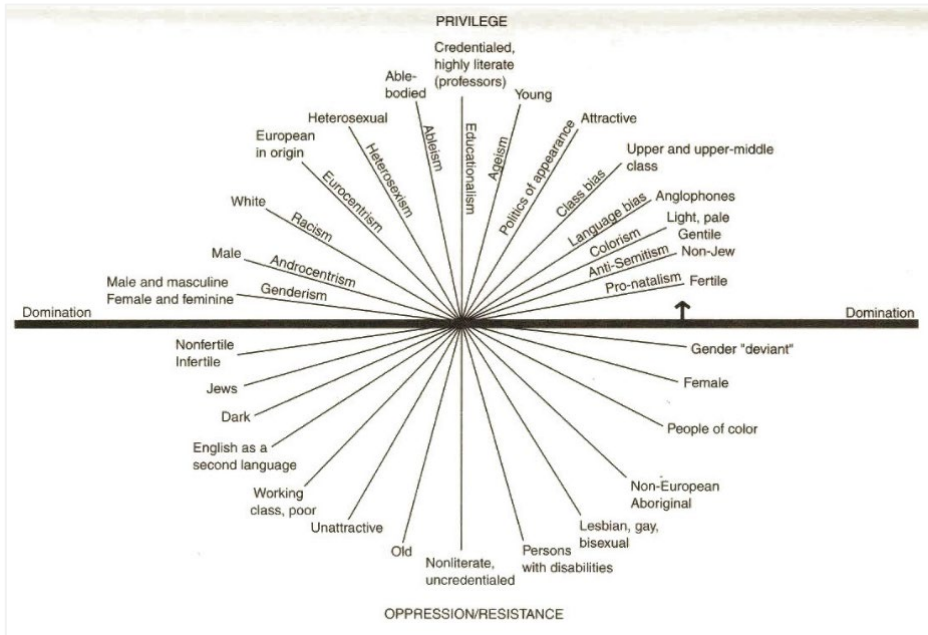 PRIVILEGE
Credentialed,
highly literate
(professors)
Able-
bodied
Young
Heterosexual
Attractive
European
in origin
Upper and upper-middle
class
White
Anglophones
Light, pale
Gentile
Male
Non-Jew
Male and masculine
Female and feminine
Fertile
Genderism
Androcentrism
Racism
Eurocentrism
Heterosexism
Ableism
Educationalism
Ageism
Politics of appearance
Class bias
Language bias
Colorism
Anti-Semitism
Pro-natalism
Domination
Domination
Nonfertile
Infertile
Gender "deviant"
Jews
Female
Dark
People of color
English as a
second language
Working
class, poor
Non-European
Aboriginal
Unattractive
Lesbian, gay,
bisexual
Old
Nonliterate,
uncredentialed
Persons
with disabilities
OPPRESSION/RESISTANCE